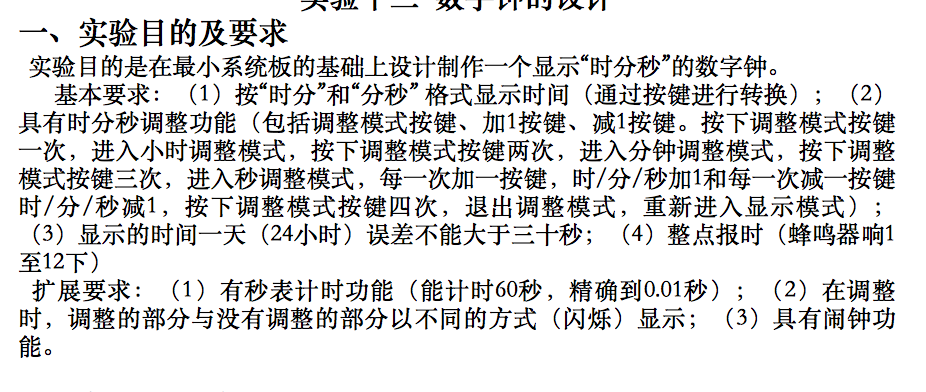 实验十二 数字钟的设计
一、实验目的及要求
实验目的是在最小系统板的基础上设计制作一个显示“时分秒”的数字钟。
基本要求：（1）按“时分”和“分秒” 格式显示时间（通过按键进行转换）；（2）
具有时分秒调整功能（包括调整模式按键、加1按键、减1按键。按下调整模式按键
一次，进入小时调整模式，按下调整模式按键两次，进入分钟调整模式，按下调整
模式按键三次，进入秒调整模式，每一次加一按键，时/分/秒加1和每一次减一按键
时/分/秒减1，按下调整模式按键四次，退出调整模式，重新进入显示模式）；
（3）显示的时间一天（24小时）误差不能大于三十秒；（4）整点报时（蜂鸣器响1
至12下）
扩展要求：（1）有秒表计时功能（能计时60秒，精确到0.01秒）；（2）在调整
时，调整的部分与没有调整的部分以不同的方式（闪烁）显示；（3）具有闹钟功
能。